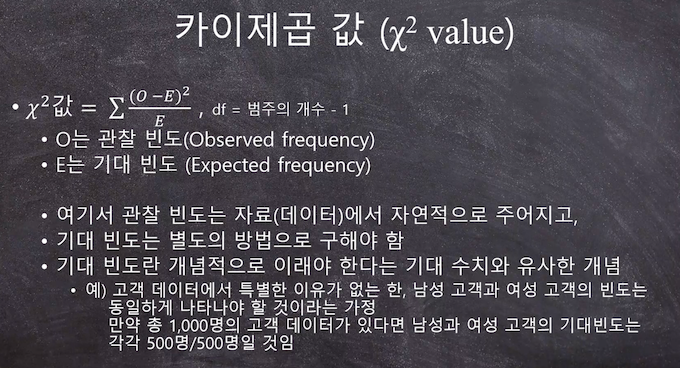 카이제곱 값 (χ² value)
• χ²값 = ∑(O −E)²/E , df = 범주의 개수 - 1
• O는 관찰 빈도(Observed frequency)
• E는 기대 빈도 (Expected frequency)
• 여기서 관찰 빈도는 자료(데이터)에서 자연적으로 주어지고,
• 기대 빈도는 별도의 방법으로 구해야 함
• 기대 빈도란 개념적으로 이래야 한다는 기대 수치와 유사한 개념
• 예) 고객 데이터에서 특별한 이유가 없는 한, 남성 고객과 여성 고객의 빈도는
동일하게 나타나야 할 것이라는 가정
만약 총 1,000명의 고객 데이터가 있다면 남성과 여성 고객의 기대빈도는
각각 500명/500명일 것임